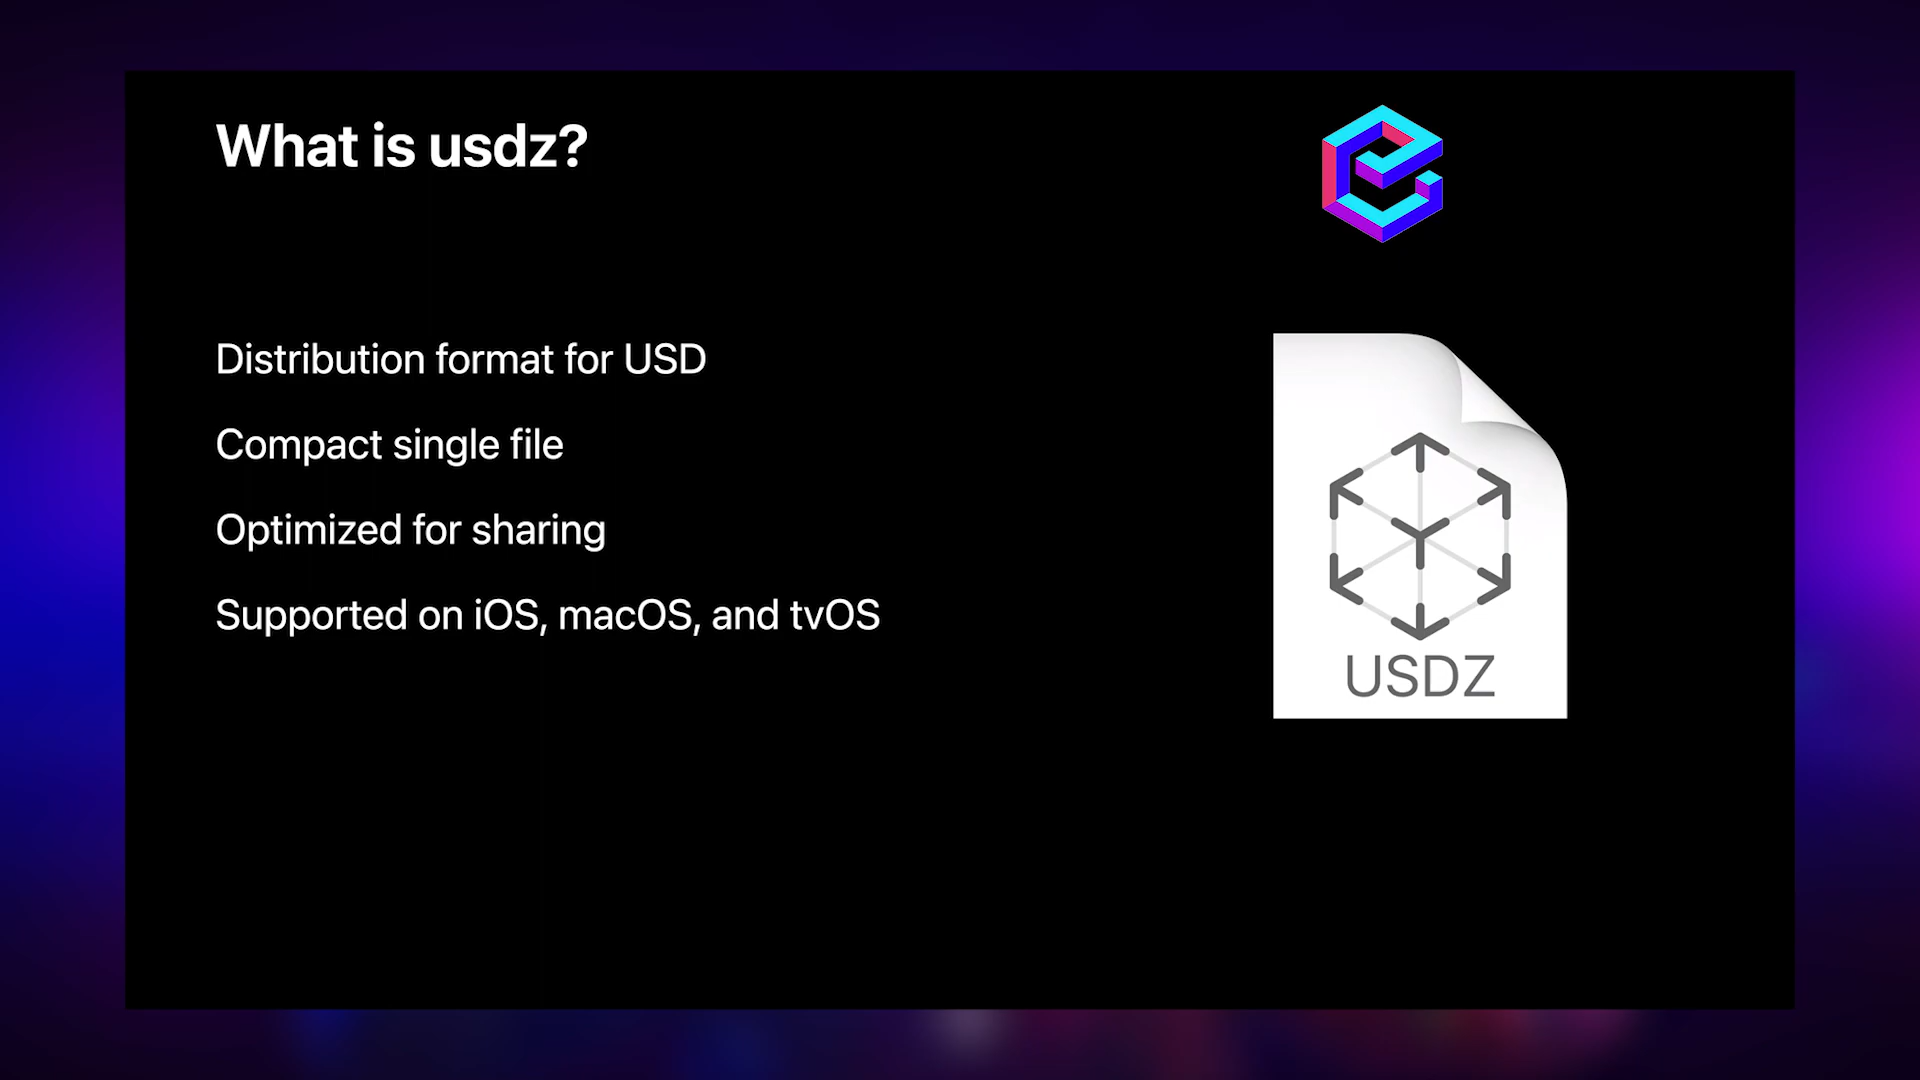 What is usdz?
Distribution format for USD
Compact single file
Optimized for sharing
Supported on iOS, macOS, and tvOS
USDZ